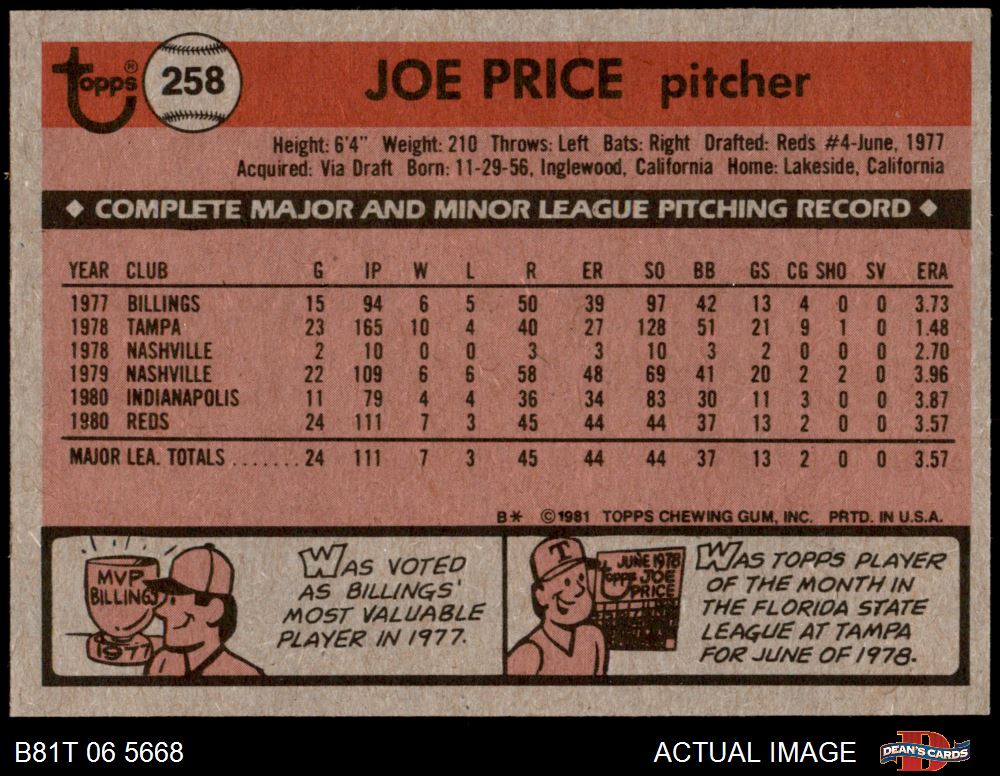 Topps® 258 JOE PRICE pitcher
Height: 6'4" Weight: 210 Throws: Left Bats: Right Drafted: Reds #4-June, 1977
Acquired: Via Draft Born: 11-29-56, Inglewood, California Home: Lakeside, California
◆ COMPLETE MAJOR AND MINOR LEAGUE PITCHING RECORD ◆
YEAR CLUB G IP W L R ER SO BB GS CG SHO SV ERA
1977 BILLINGS 15 94 6 5 50 39 97 42 13 4 0 0 3.73
1978 TAMPA 23 165 10 4 40 27 128 51 21 9 1 0 1.48
1978 NASHVILLE 2 10 0 0 3 3 10 3 2 0 0 0 2.70
1979 NASHVILLE 22 109 6 6 58 48 69 41 20 2 2 0 3.96
1980 INDIANAPOLIS 11 79 4 4 36 34 83 30 11 3 0 0 3.87
1980 REDS 24 111 7 3 45 44 44 37 13 2 0 0 3.57
MAJOR LEA. TOTALS ....... 24 111 7 3 45 44 44 37 13 2 0 0 3.57
B* ©1981 TOPPS CHEWING GUM, INC. PRTD. IN U.S.A.
MVP
BILLINGS
1977
WAS VOTED
AS BILLINGS'
MOST VALUABLE
PLAYER IN 1977.
T
JUNE 1978
Topps JOE
PRICE
WAS TOPPS PLAYER
OF THE MONTH IN
THE FLORIDA STATE
LEAGUE AT TAMPA
FOR JUNE OF 1978.
B81T 06 5668 ACTUAL IMAGE DEAN'S CARDS